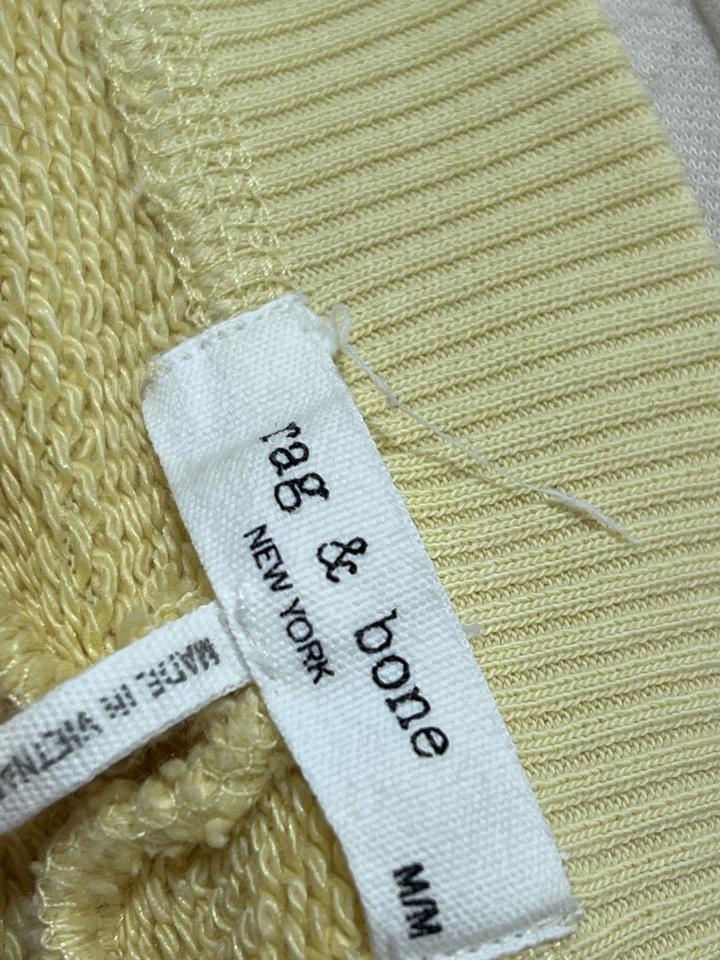 rag & bone
NEW YORK
M/M
MADE IN VIETNAM